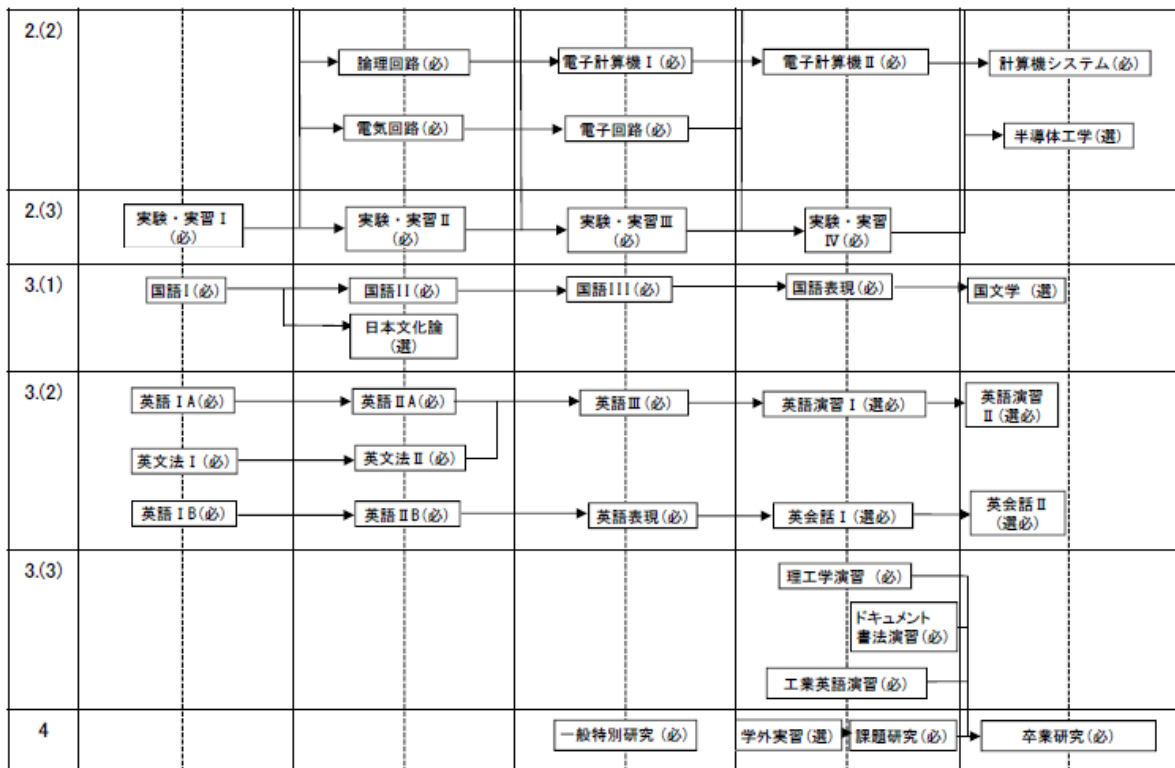 2.(2)
論理回路(必)
電子計算機Ⅰ(必)
電子計算機Ⅱ(必)
計算機システム(必)
電気回路(必)
電子回路(必)
半導体工学(選)
2.(3)
実験・実習Ⅰ
(必)
実験・実習Ⅱ
(必)
実験・実習Ⅲ
(必)
実験・実習
Ⅳ(必)
3.(1)
国語I(必)
国語II(必)
国語III(必)
国語表現(必)
国文学 (選)
日本文化論
(選)
3.(2)
英語ⅠA(必)
英語ⅡA(必)
英語Ⅲ(必)
英語演習Ⅰ(選必)
英語演習
Ⅱ(選必)
英文法Ⅰ(必)
英文法Ⅱ(必)
英語ⅠB(必)
英語ⅡB(必)
英語表現(必)
英会話Ⅰ(選必)
英会話Ⅱ
(選必)
3.(3)
理工学演習 (必)
ドキュメント
書法演習(必)
工業英語演習(必)
4
一般特別研究(必)
学外実習(選)
課題研究(必)
卒業研究(必)